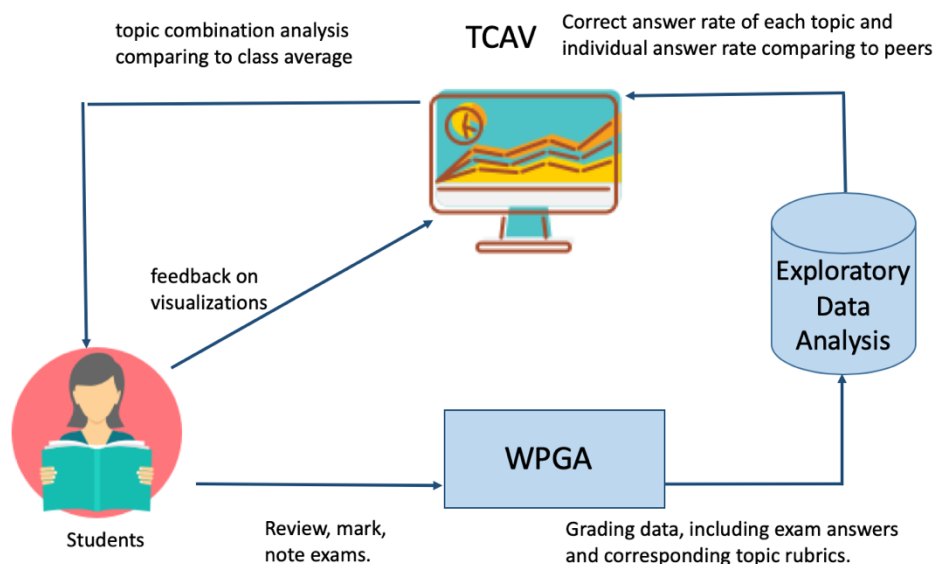 topic combination analysis
comparing to class average
TCAV
Correct answer rate of each topic and
individual answer rate comparing to peers
feedback on
visualizations
Exploratory
Data
Analysis
WPGA
Students
Review, mark,
note exams.
Grading data, including exam answers
and corresponding topic rubrics.